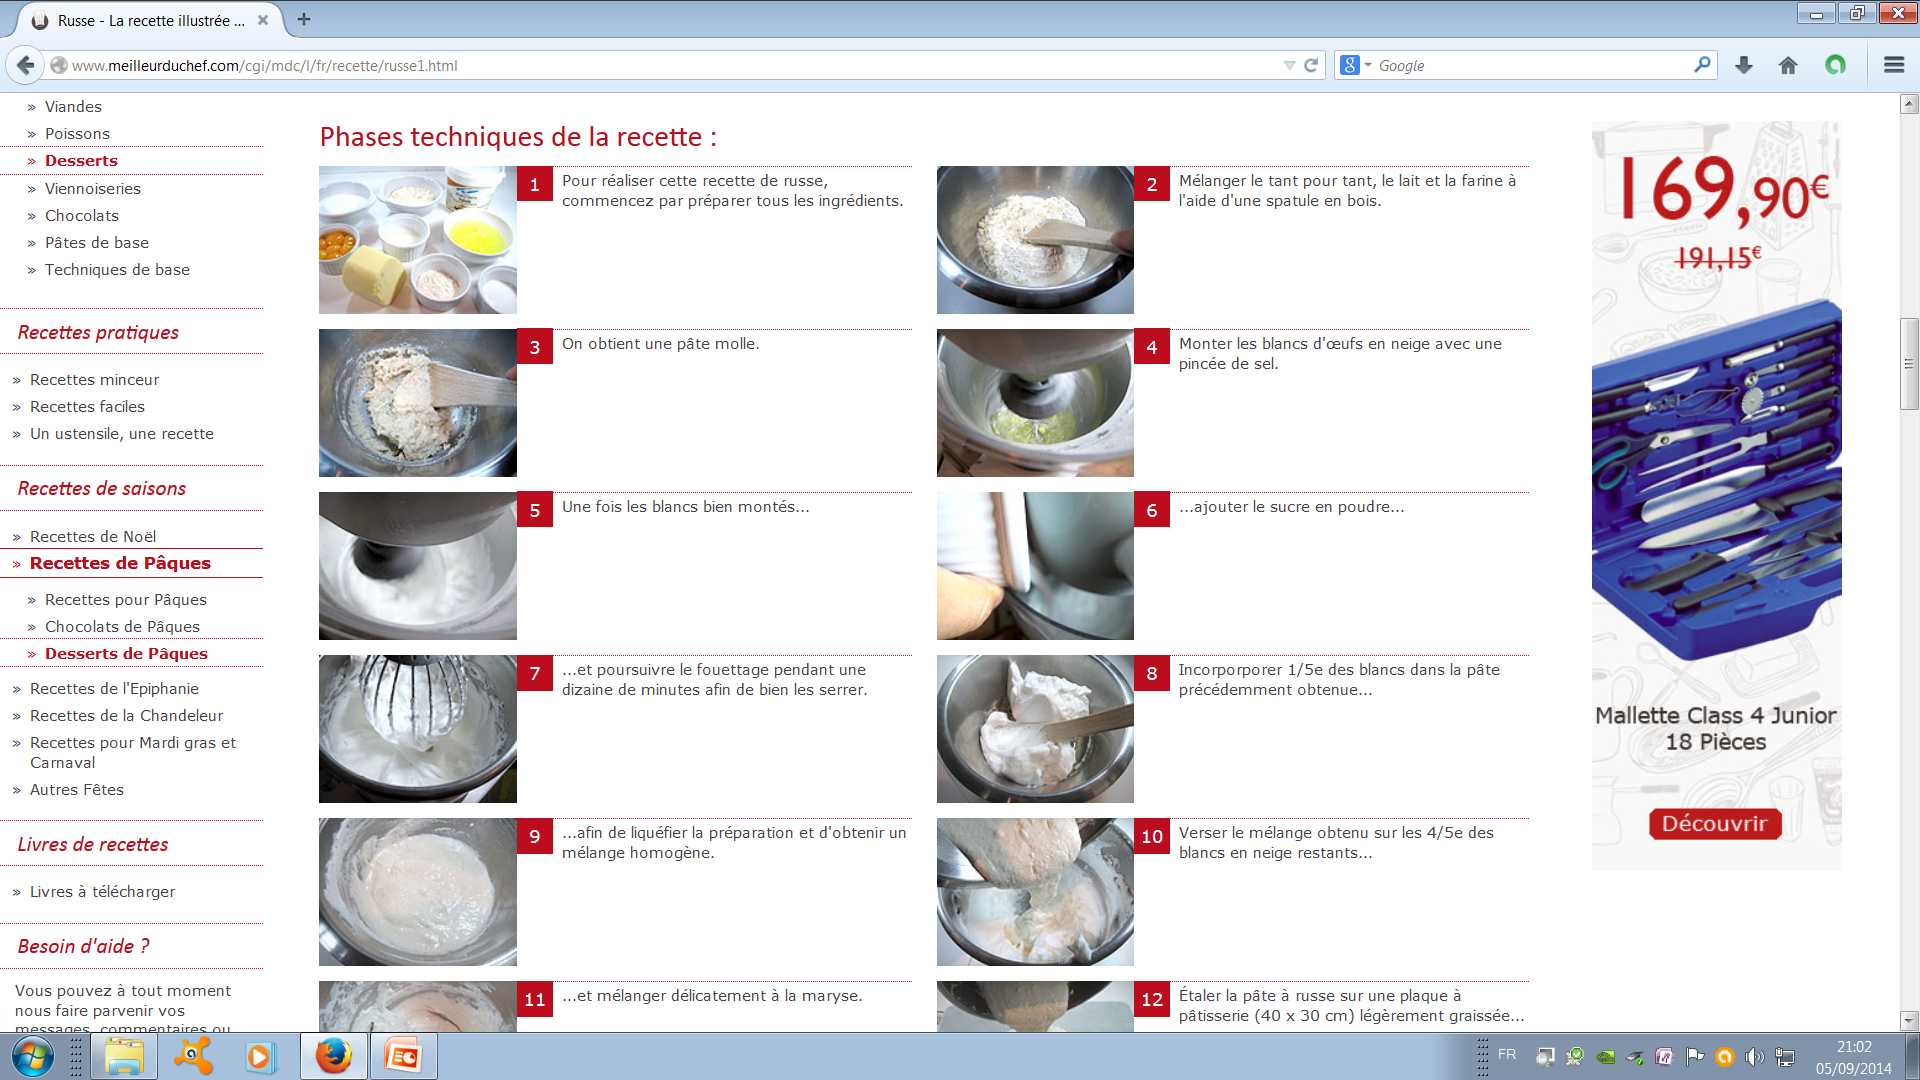 Russe - La recette illustrée ...
www.meilleurduchef.com/cgi/mdc/l/fr/recette/russe1.html
Google
» Viandes
» Poissons
» Desserts
» Viennoiseries
» Chocolats
» Pâtes de base
» Techniques de base
Recettes pratiques
» Recettes minceur
» Recettes faciles
» Un ustensile, une recette
Recettes de saisons
» Recettes de Noël
» Recettes de Pâques
» Recettes pour Pâques
» Chocolats de Pâques
» Desserts de Pâques
» Recettes de l'Epiphanie
» Recettes de la Chandeleur
» Recettes pour Mardi gras et
Carnaval
» Autres Fêtes
Livres de recettes
» Livres à télécharger
Besoin d'aide ?
Vous pouvez à tout moment
nous faire parvenir vos
messages, commentaires ou
Phases techniques de la recette :
1 Pour réaliser cette recette de russe,
commencez par préparer tous les ingrédients.
2 Mélanger le tant pour tant, le lait et la farine à
l'aide d'une spatule en bois.
3 On obtient une pâte molle.
4 Monter les blancs d'œufs en neige avec une
pincée de sel.
5 Une fois les blancs bien montés...
6 ...ajouter le sucre en poudre...
7 ...et poursuivre le fouettage pendant une
dizaine de minutes afin de bien les serrer.
8 Incorporporer 1/5e des blancs dans la pâte
précédemment obtenue...
9 ...afin de liquéfier la préparation et d'obtenir un
mélange homogène.
10 Verser le mélange obtenu sur les 4/5e des
blancs en neige restants...
11 ...et mélanger délicatement à la maryse.
12 Étaler la pâte à russe sur une plaque à
pâtisserie (40 x 30 cm) légèrement graissée...
169,90€
191,15€
Mallette Class 4 Junior
18 Pièces
Découvrir
FR
21:02
05/09/2014